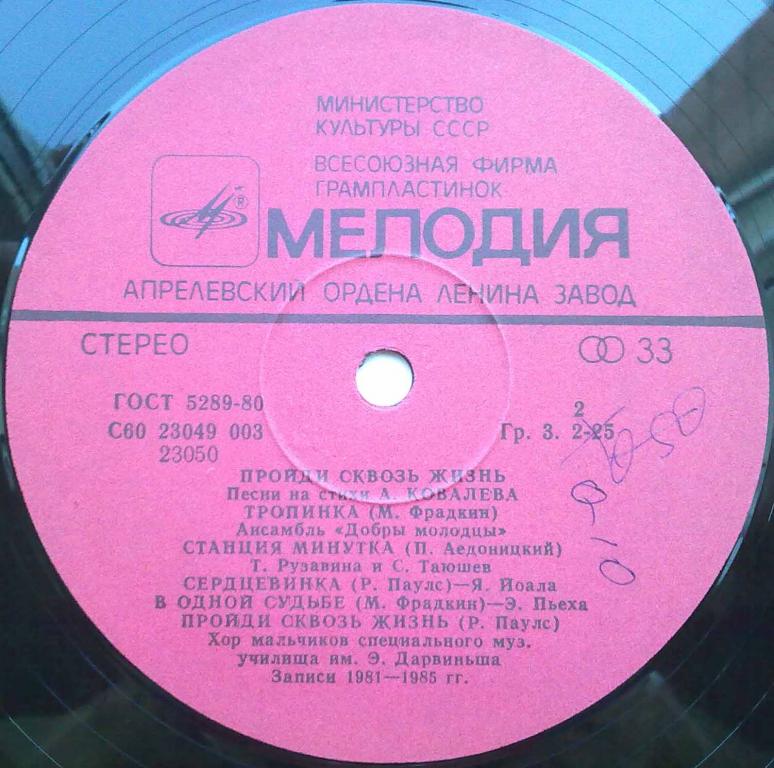 МИНИСТЕРСТВО
КУЛЬТУРЫ СССР
ВСЕСОЮЗНАЯ ФИРМА
ГРАМПЛАСТИНОК
®
МЕЛОДИЯ
АПРЕЛЕВСКИЙ ОРДЕНА ЛЕНИНА ЗАВОД
СТЕРЕО 33
ГОСТ 5289-80 2
С60 23049 003 Гр. 3. 2-25
23050
ПРОЙДИ СКВОЗЬ ЖИЗНЬ
Песни на стихи А. КОВАЛЕВА
ТРОПИНКА (М. Фрадкин)
Ансамбль «Добры молодцы»
СТАНЦИЯ МИНУТКА (П. Аедоницкий)
Т. Рузавина и С. Таюшев
СЕРДЦЕВИНКА (Р. Паулс)—Я. Йоала
В ОДНОЙ СУДЬБЕ (М. Фрадкин)—Э. Пьеха
ПРОЙДИ СКВОЗЬ ЖИЗНЬ (Р. Паулс)
Хор мальчиков специального муз.
училища им. Э. Дарвиньша
Записи 1981—1985 гг.